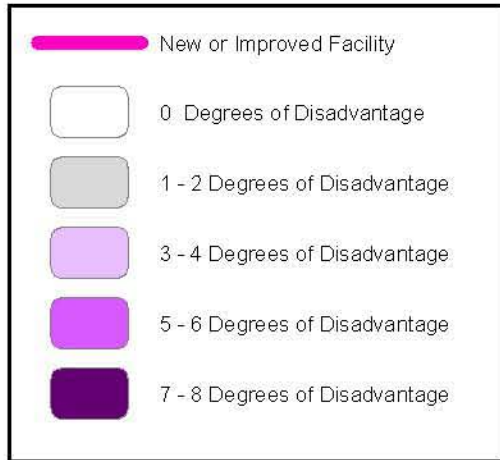 New or Improved Facility
0 Degrees of Disadvantage
1 - 2 Degrees of Disadvantage
3 - 4 Degrees of Disadvantage
5 - 6 Degrees of Disadvantage
7 - 8 Degrees of Disadvantage